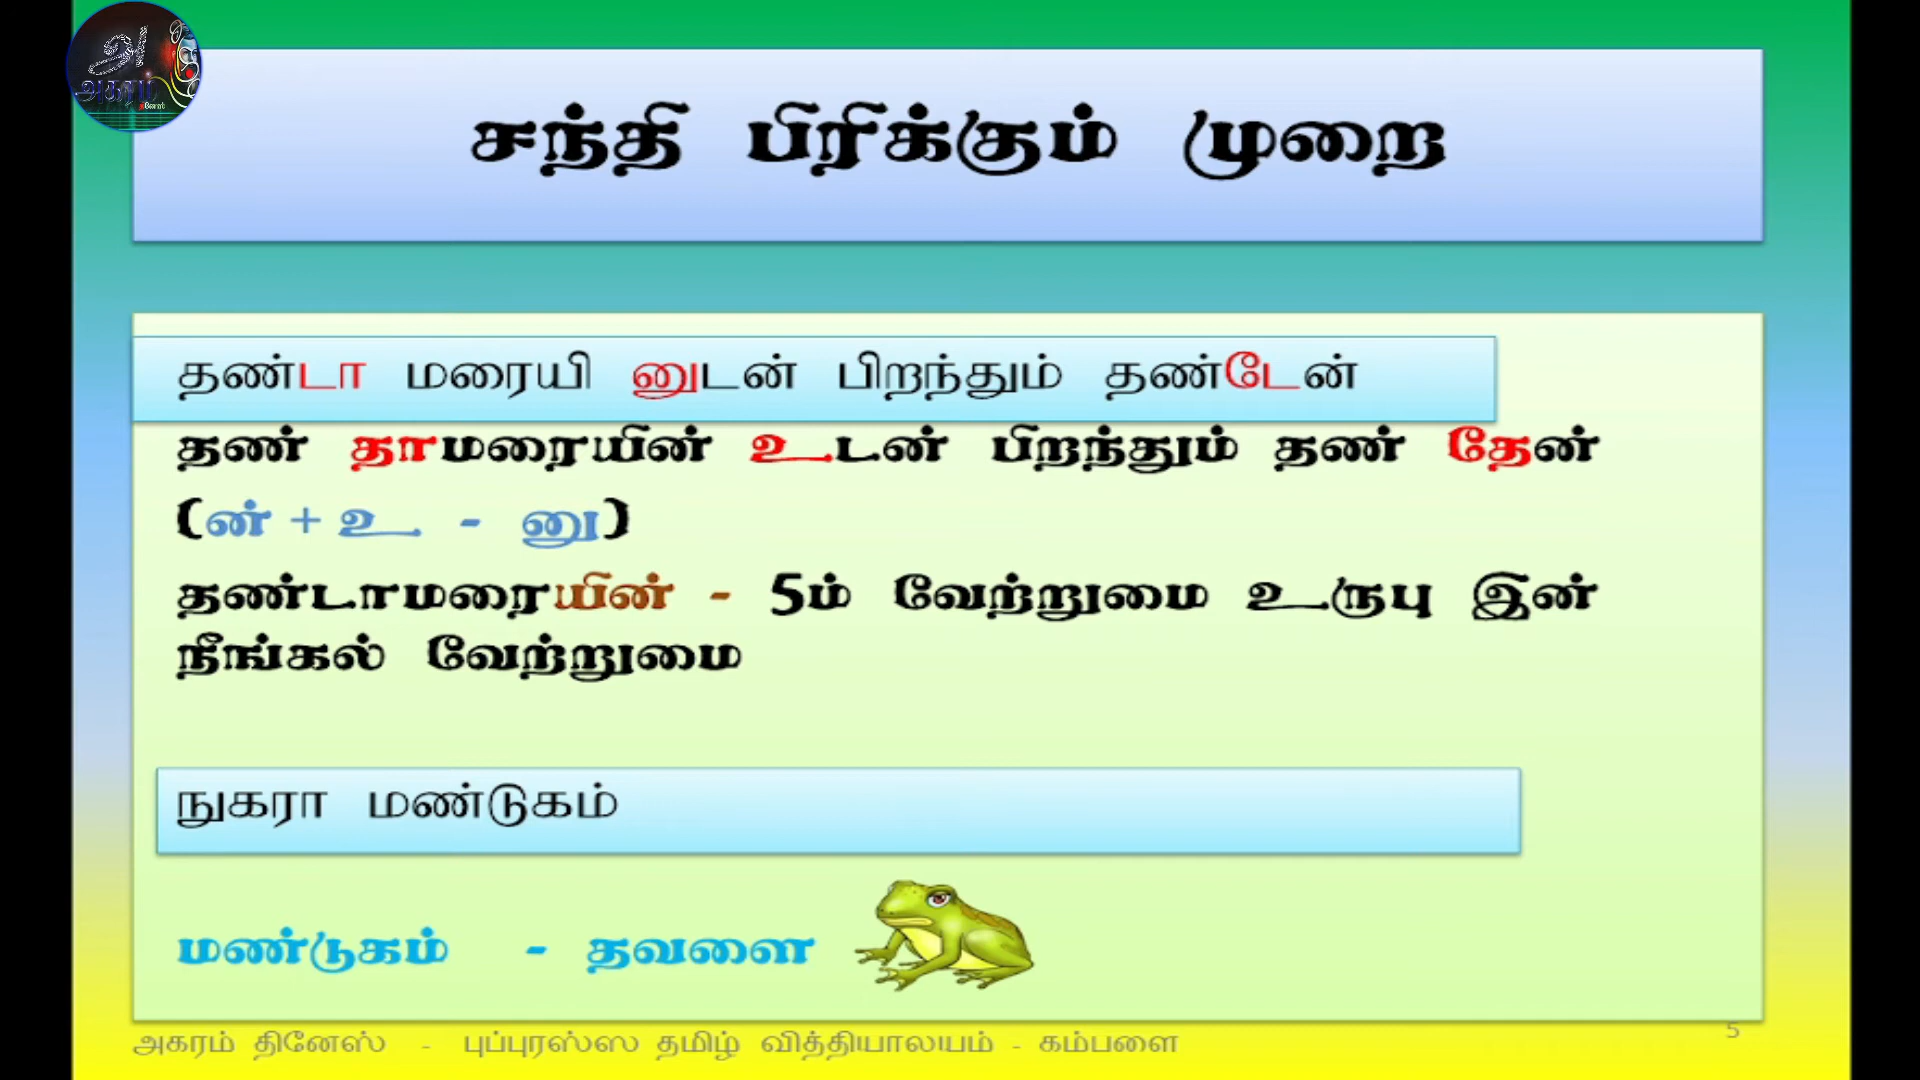 அ
அகரம்
சந்தி பிரிக்கும் முறை
தண்டா மரையி னுடன் பிறந்தும் தண்டேன்
தண் தாமரையின் உடன் பிறந்தும் தண் தேன்
(ன் + உ - னு)
தண்டாமரையின் - 5ம் வேற்றுமை உருபு இன்
நீங்கல் வேற்றுமை
நுகரா மண்டுகம்
மண்டுகம் - தவளை
அகரம் தினேஸ் - புப்புரஸ்ஸ தமிழ் வித்தியாலயம் - கம்பளை
5